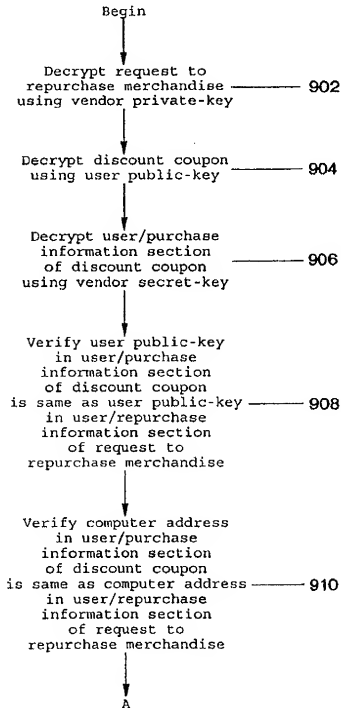 Begin
Decrypt request to
repurchase merchandise 902
using vendor private-key
Decrypt discount coupon
using user public-key 904
Decrypt user/purchase
information section
of discount coupon 906
using vendor secret-key
Verify user public-key
in user/purchase
information section
of discount coupon
is same as user public-key 908
in user/repurchase
information section
of request to
repurchase merchandise
Verify computer address
in user/purchase
information section
of discount coupon
is same as computer address 910
in user/repurchase
information section
of request to
repurchase merchandise
A